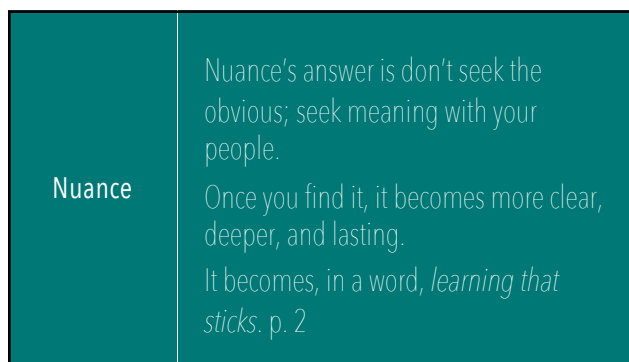 Nuance
Nuance’s answer is don’t seek the
obvious; seek meaning with your
people.
Once you find it, it becomes more clear,
deeper, and lasting.
It becomes, in a word, learning that
sticks. p. 2